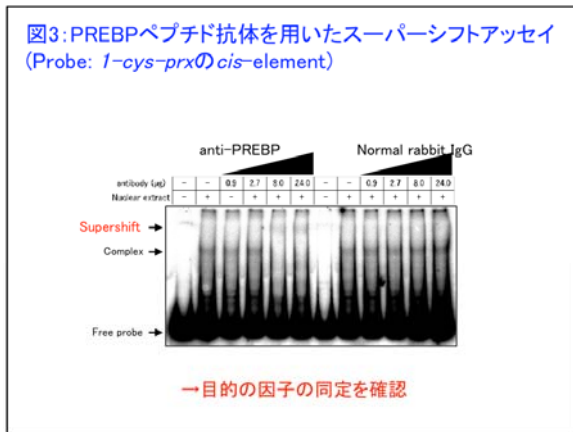 図3:PREBPペプチド抗体を用いたスーパーシフトアッセイ
(Probe: 1-cys-prxのcis-element)
anti-PREBP Normal rabbit IgG
antibody (μg) − − 0.9 2.7 8.0 24.0 − − 0.9 2.7 8.0 24.0
Nuclear extract − + + + + + − + + + + +
Supershift
Complex
Free probe
→目的の因子の同定を確認